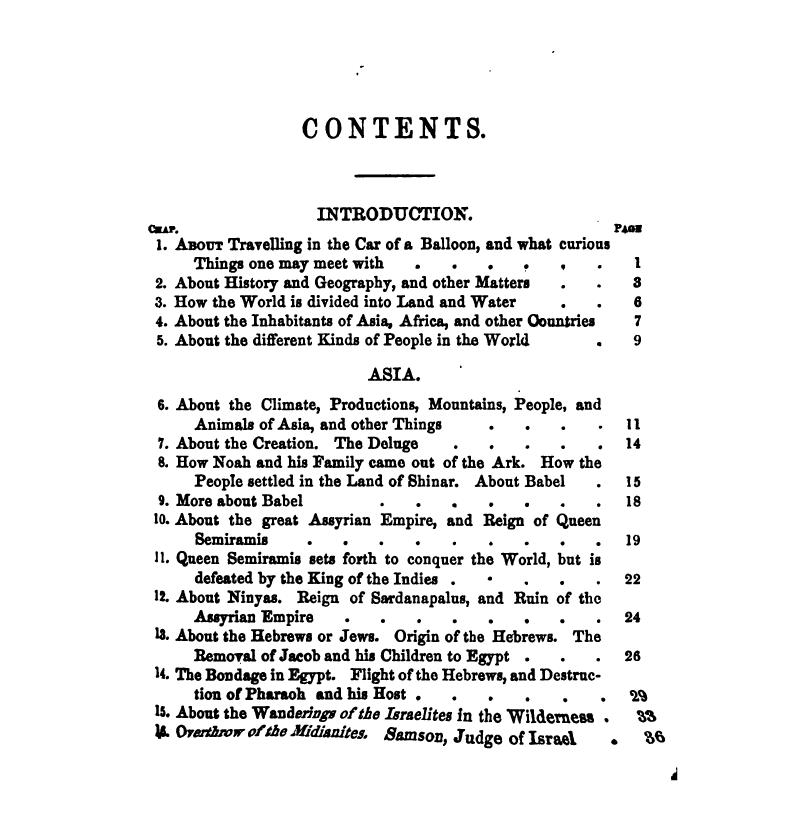 CONTENTS.
INTRODUCTION.
CHAP. PAGE
1. ABOUT Travelling in the Car of a Balloon, and what curious
Things one may meet with . . . . . . 1
2. About History and Geography, and other Matters . . 3
3. How the World is divided into Land and Water . . 6
4. About the Inhabitants of Asia, Africa, and other Countries 7
5. About the different Kinds of People in the World . 9
ASIA.
6. About the Climate, Productions, Mountains, People, and
Animals of Asia, and other Things . . . . 11
7. About the Creation. The Deluge . . . . . 14
8. How Noah and his Family came out of the Ark. How the
People settled in the Land of Shinar. About Babel . 15
9. More about Babel . . . . . . . 18
10. About the great Assyrian Empire, and Reign of Queen
Semiramis . . . . . . . . . 19
11. Queen Semiramis sets forth to conquer the World, but is
defeated by the King of the Indies . . . . . 22
12. About Ninyas. Reign of Sardanapalus, and Ruin of the
Assyrian Empire . . . . . . . . 24
13. About the Hebrews or Jews. Origin of the Hebrews. The
Removal of Jacob and his Children to Egypt . . . 26
14. The Bondage in Egypt. Flight of the Hebrews, and Destruc-
tion of Pharaoh and his Host . . . . . . 29
15. About the Wanderings of the Israelites in the Wilderness . 33
16. Overthrow of the Midianites. Samson, Judge of Israel . 36